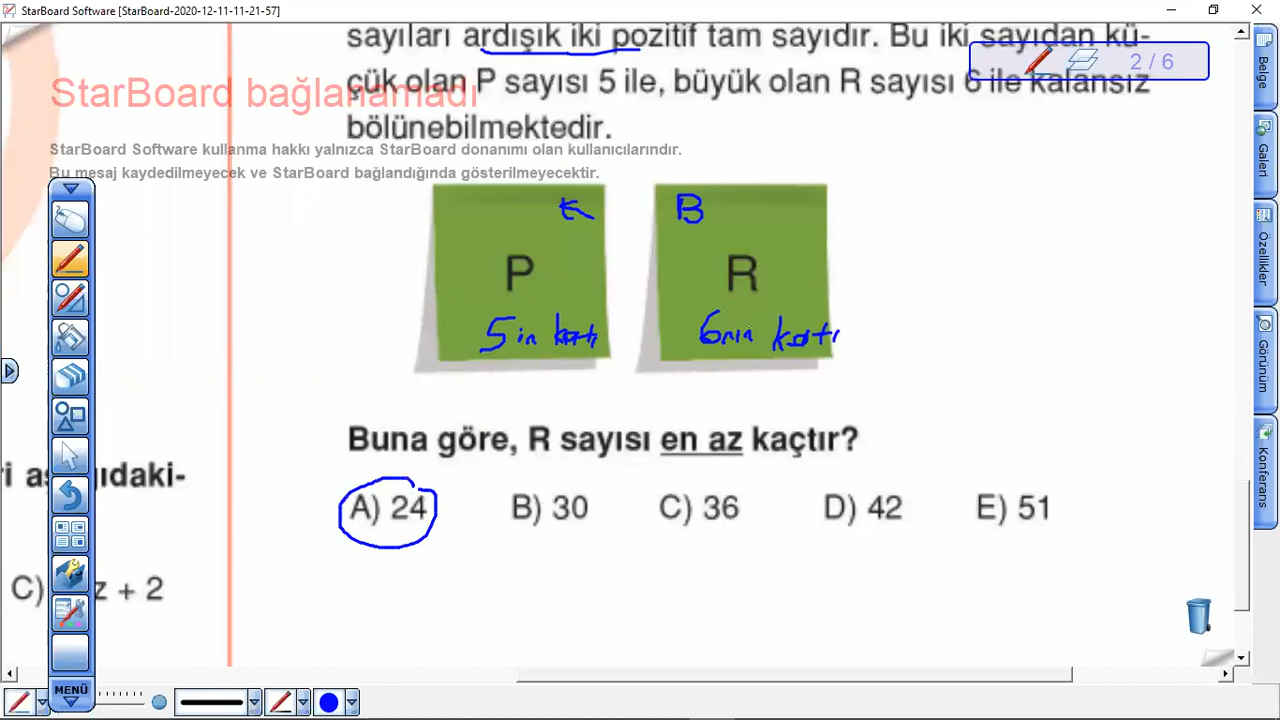 StarBoard Software [StarBoard-2020-12-11-11-21-57]
sayıları ardışık iki pozitif tam sayıdır. Bu iki sayıdan kü-
2 / 6
çük olan P sayısı 5 ile, büyük olan R sayısı 6 ile kalansız
StarBoard bağlanamadı
bölünebilmektedir.
StarBoard Software kullanma hakkı yalnızca StarBoard donanımı olan kullanıcılarındır.
Bu mesaj kaydedilmeyecek ve StarBoard bağlandığında gösterilmeyecektir.
B
P
R
5 in katı
6nın katı
Buna göre, R sayısı en az kaçtır?
A) 24 B) 30 C) 36 D) 42 E) 51
C) z + 2
MENÜ
Belge
Galeri
Özellikler
Görünüm
Konferans